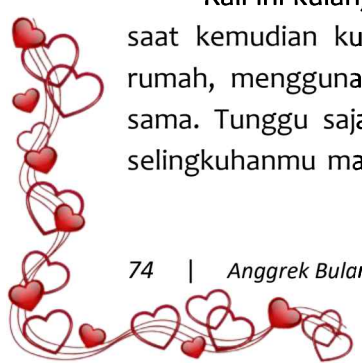 saat kemudian ku
rumah, mengguna
sama. Tunggu saj
selingkuhanmu ma
74 | Anggrek Bula